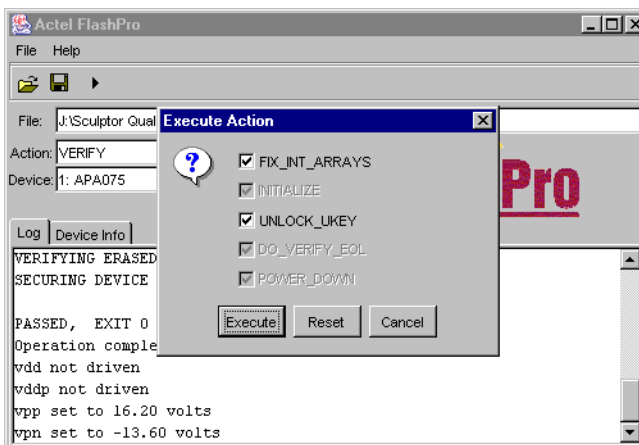 Actel FlashPro
File Help
File: J:\Sculptor Qual
Action: VERIFY
Device: 1: APA075
Pro
Execute Action
?
FIX_INT_ARRAYS
INITIALIZE
UNLOCK_UKEY
DO_VERIFY_EOL
POWER_DOWN
Execute Reset Cancel
Log Device Info
VERIFYING ERASED
SECURING DEVICE
PASSED, EXIT 0
Operation comple
vdd not driven
vddp not driven
vpp set to 16.20 volts
vpn set to -13.60 volts